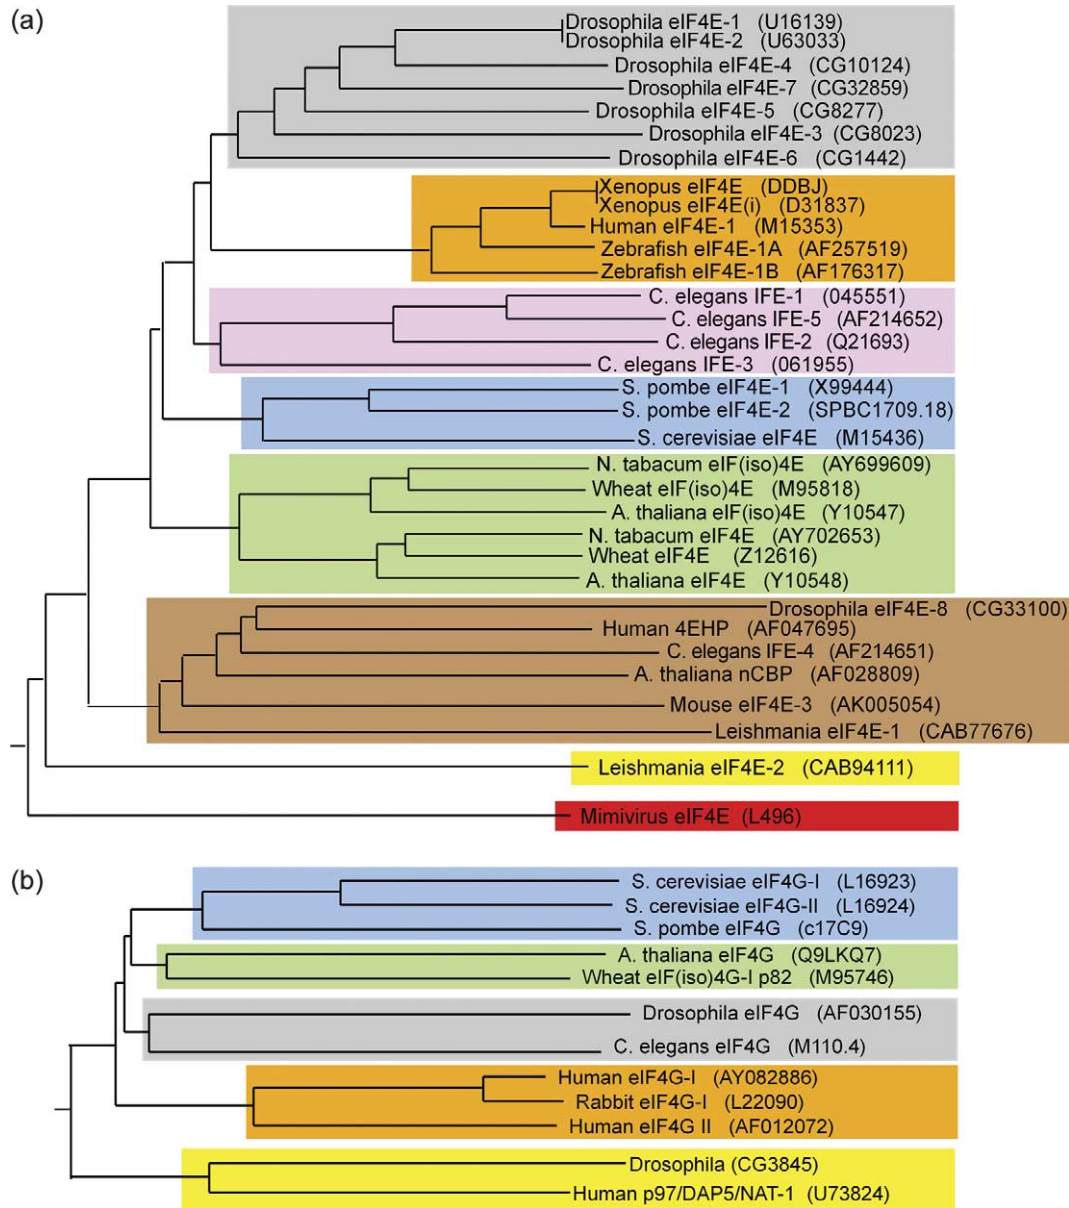 (a)
Drosophila eIF4E-1 (U16139)
Drosophila eIF4E-2 (U63033)
Drosophila eIF4E-4 (CG10124)
Drosophila eIF4E-7 (CG32859)
Drosophila eIF4E-5 (CG8277)
Drosophila eIF4E-3 (CG8023)
Drosophila eIF4E-6 (CG1442)
Xenopus eIF4E (DDBJ)
Xenopus eIF4E(i) (D31837)
Human eIF4E-1 (M15353)
Zebrafish eIF4E-1A (AF257519)
Zebrafish eIF4E-1B (AF176317)
C. elegans IFE-1 (045551)
C. elegans IFE-5 (AF214652)
C. elegans IFE-2 (Q21693)
C. elegans IFE-3 (061955)
S. pombe eIF4E-1 (X99444)
S. pombe eIF4E-2 (SPBC1709.18)
S. cerevisiae eIF4E (M15436)
N. tabacum eIF(iso)4E (AY699609)
Wheat eIF(iso)4E (M95818)
A. thaliana eIF(iso)4E (Y10547)
N. tabacum eIF4E (AY702653)
Wheat eIF4E (Z12616)
A. thaliana eIF4E (Y10548)
Drosophila eIF4E-8 (CG33100)
Human 4EHP (AF047695)
C. elegans IFE-4 (AF214651)
A. thaliana nCBP (AF028809)
Mouse eIF4E-3 (AK005054)
Leishmania eIF4E-1 (CAB77676)
Leishmania eIF4E-2 (CAB94111)
Mimivirus eIF4E (L496)
(b)
S. cerevisiae eIF4G-I (L16923)
S. cerevisiae eIF4G-II (L16924)
S. pombe eIF4G (c17C9)
A. thaliana eIF4G (Q9LKQ7)
Wheat eIF(iso)4G-I p82 (M95746)
Drosophila eIF4G (AF030155)
C. elegans eIF4G (M110.4)
Human eIF4G-I (AY082886)
Rabbit eIF4G-I (L22090)
Human eIF4G II (AF012072)
Drosophila (CG3845)
Human p97/DAP5/NAT-1 (U73824)